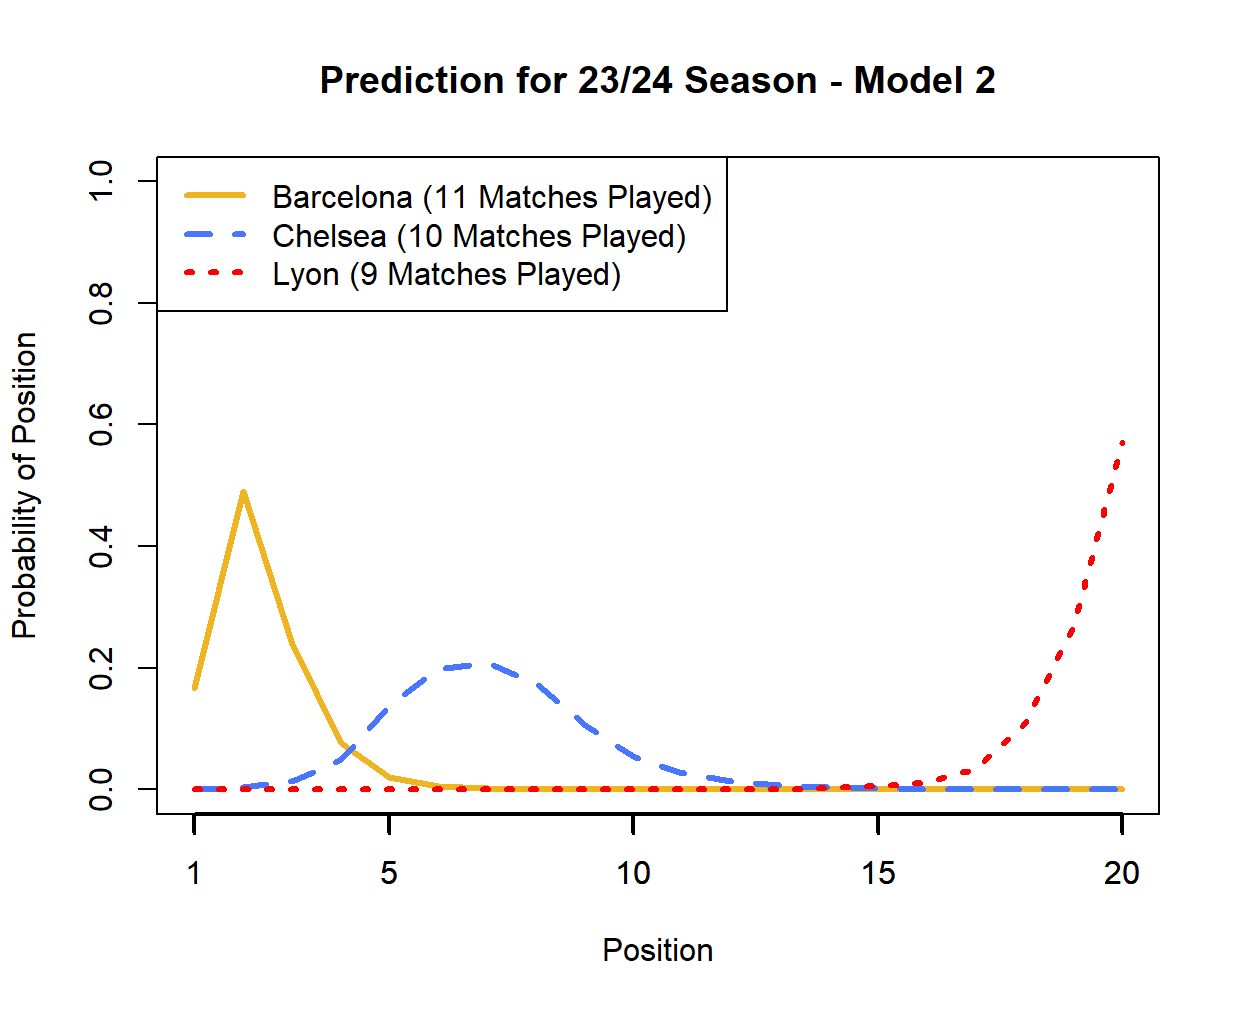 Prediction for 23/24 Season - Model 2
Barcelona (11 Matches Played)
Chelsea (10 Matches Played)
Lyon (9 Matches Played)
Probability of Position
1.0
0.8
0.6
0.4
0.2
0.0
1 5 10 15 20
Position